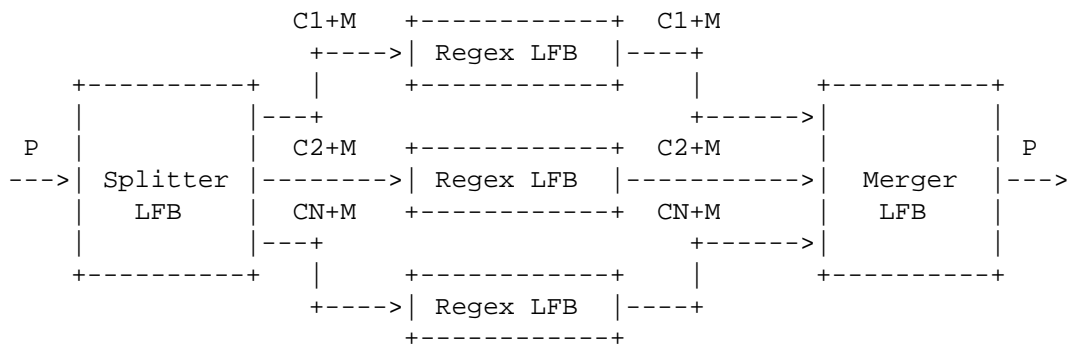 C1+M   +------------+  C1+M
+---->| Regex LFB  |----+
+----------+      |     +------------+    |      +----------+
|          |---+                       +------>|          |
P |          |  C2+M   +------------+  C2+M      |          | P
--->| Splitter |-------->| Regex LFB  |----------->|  Merger  |--->
|   LFB    |  CN+M   +------------+  CN+M      |   LFB    |
|          |---+                       +------>|          |
+----------+   |     +------------+    |       +----------+
+---->| Regex LFB  |----+
+------------+